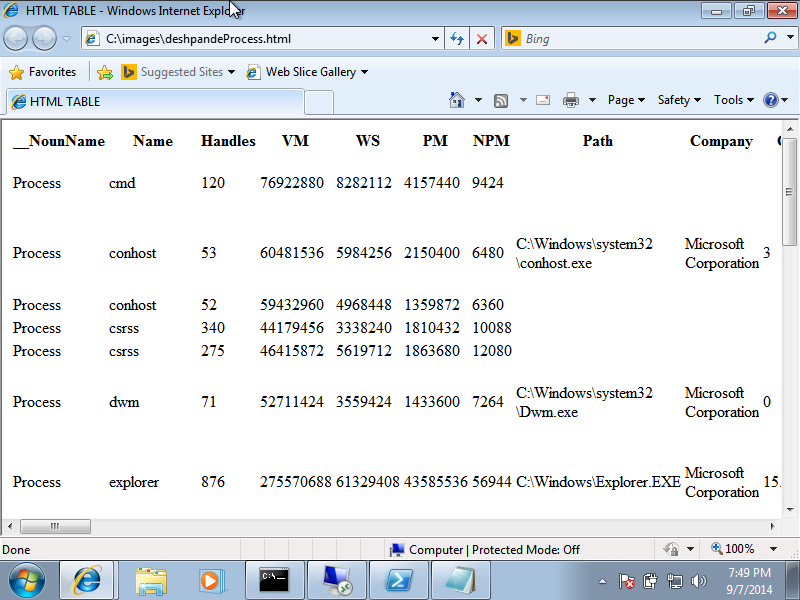 HTML TABLE - Windows Internet Explorer
C:\images\deshpandeProcess.html
Bing
Favorites Suggested Sites Web Slice Gallery
HTML TABLE Page Safety Tools
__NounName Name Handles VM WS PM NPM Path Company
Process cmd 120 76922880 8282112 4157440 9424
Process conhost 53 60481536 5984256 2150400 6480 C:\Windows\system32
\conhost.exe Microsoft
Corporation 3
Process conhost 52 59432960 4968448 1359872 6360
Process csrss 340 44179456 3338240 1810432 10088
Process csrss 275 46415872 5619712 1863680 12080
Process dwm 71 52711424 3559424 1433600 7264 C:\Windows\system32
\Dwm.exe Microsoft
Corporation 0
Process explorer 876 275570688 61329408 43585536 56944 C:\Windows\Explorer.EXE Microsoft
Corporation 15.
Done Computer | Protected Mode: Off 100%
7:49 PM
9/7/2014